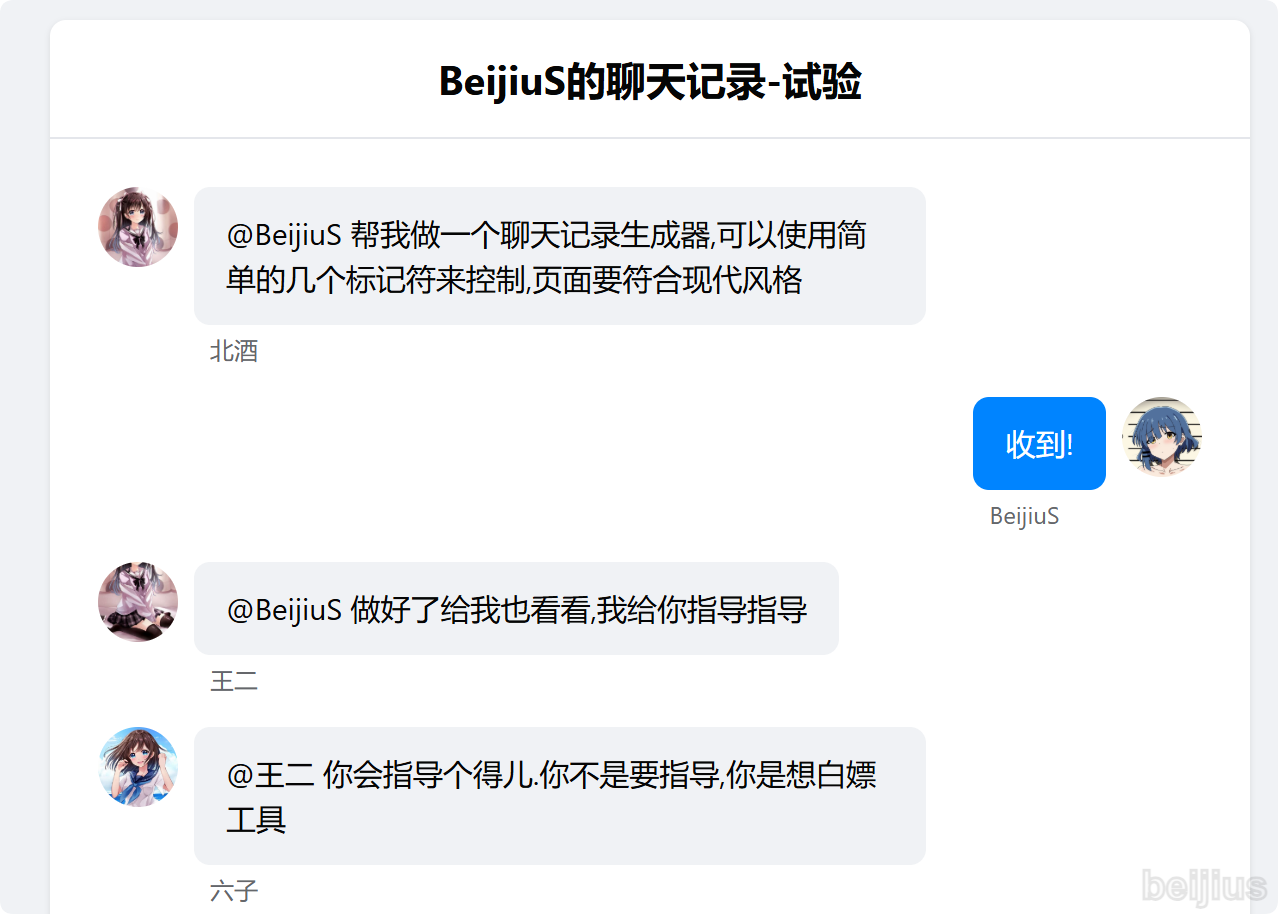 BeijiuS的聊天记录-试验
@BeijiuS 帮我做一个聊天记录生成器,可以使用简
单的几个标记符来控制,页面要符合现代风格
北酒
收到!
BeijiuS
@BeijiuS 做好了给我也看看,我给你指导指导
王二
@王二 你会指导个得儿.你不是要指导,你是想白嫖
工具
六子
beijius